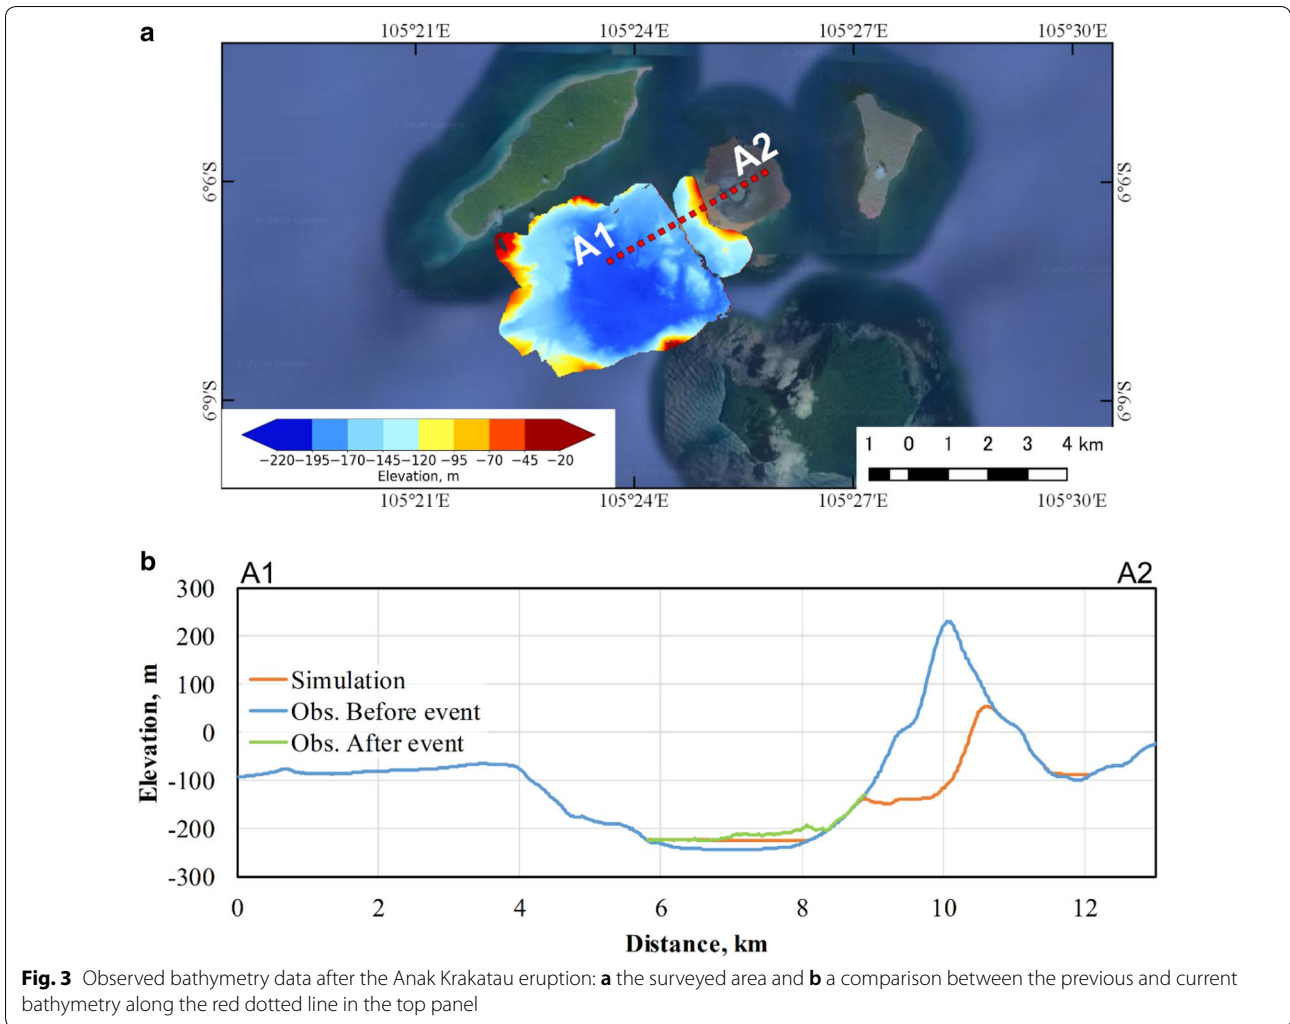 a
105°21'E 105°24'E 105°27'E 105°30'E
6°6'S 6°6'S
A1 A2
6°9'S 6°9'S
−220 −195 −170 −145 −120 −95 −70 −45 −20
Elevation, m
1 0 1 2 3 4 km
105°21'E 105°24'E 105°27'E 105°30'E
b
A1 A2
300
200
100
0
-100
-200
-300
Elevation, m
Simulation
Obs. Before event
Obs. After event
0 2 4 6 8 10 12
Distance, km
Fig. 3 Observed bathymetry data after the Anak Krakatau eruption: a the surveyed area and b a comparison between the previous and current
bathymetry along the red dotted line in the top panel